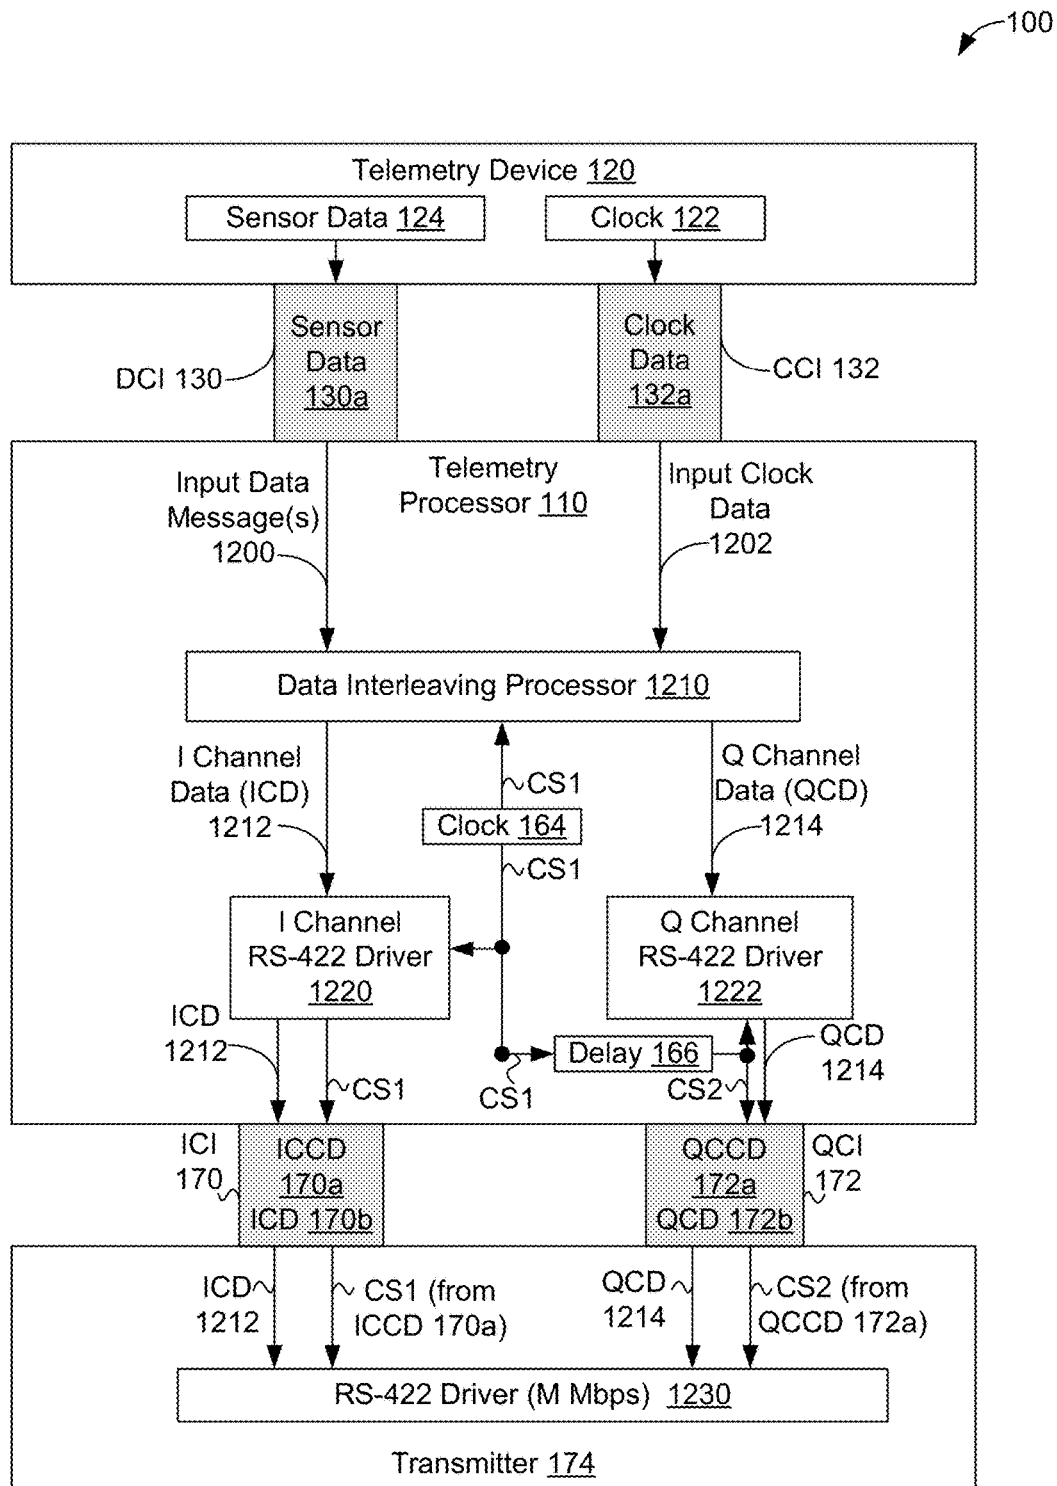 100
Telemetry Device 120
Sensor Data 124
Clock 122
Sensor
Data
130a
Clock
Data
132a
DCI 130
CCI 132
Telemetry
Processor 110
Input Data
Message(s)
1200
Input Clock
Data
1202
Data Interleaving Processor 1210
I Channel
Data (ICD)
1212
CS1
Q Channel
Data (QCD)
1214
Clock 164
CS1
I Channel
RS-422 Driver
1220
Q Channel
RS-422 Driver
1222
ICD
1212
CS1
CS1
Delay 166
CS2
QCD
1214
ICI
170
ICCD
170a
ICD 170b
QCCD
172a
QCD 172b
QCI
172
ICD
1212
CS1 (from
ICCD 170a)
QCD
1214
CS2 (from
QCCD 172a)
RS-422 Driver (M Mbps) 1230
Transmitter 174